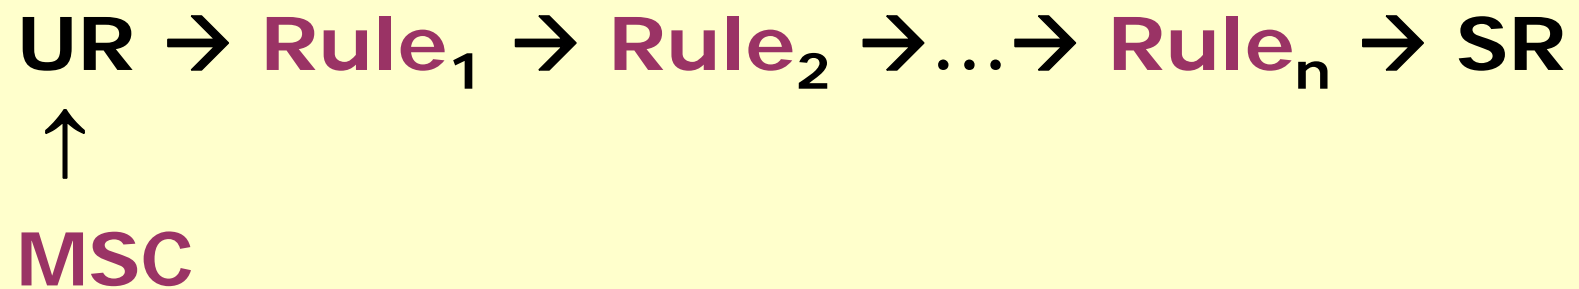 UR → Rule₁ → Rule₂ →…→ Ruleₙ → SR
↑
MSC